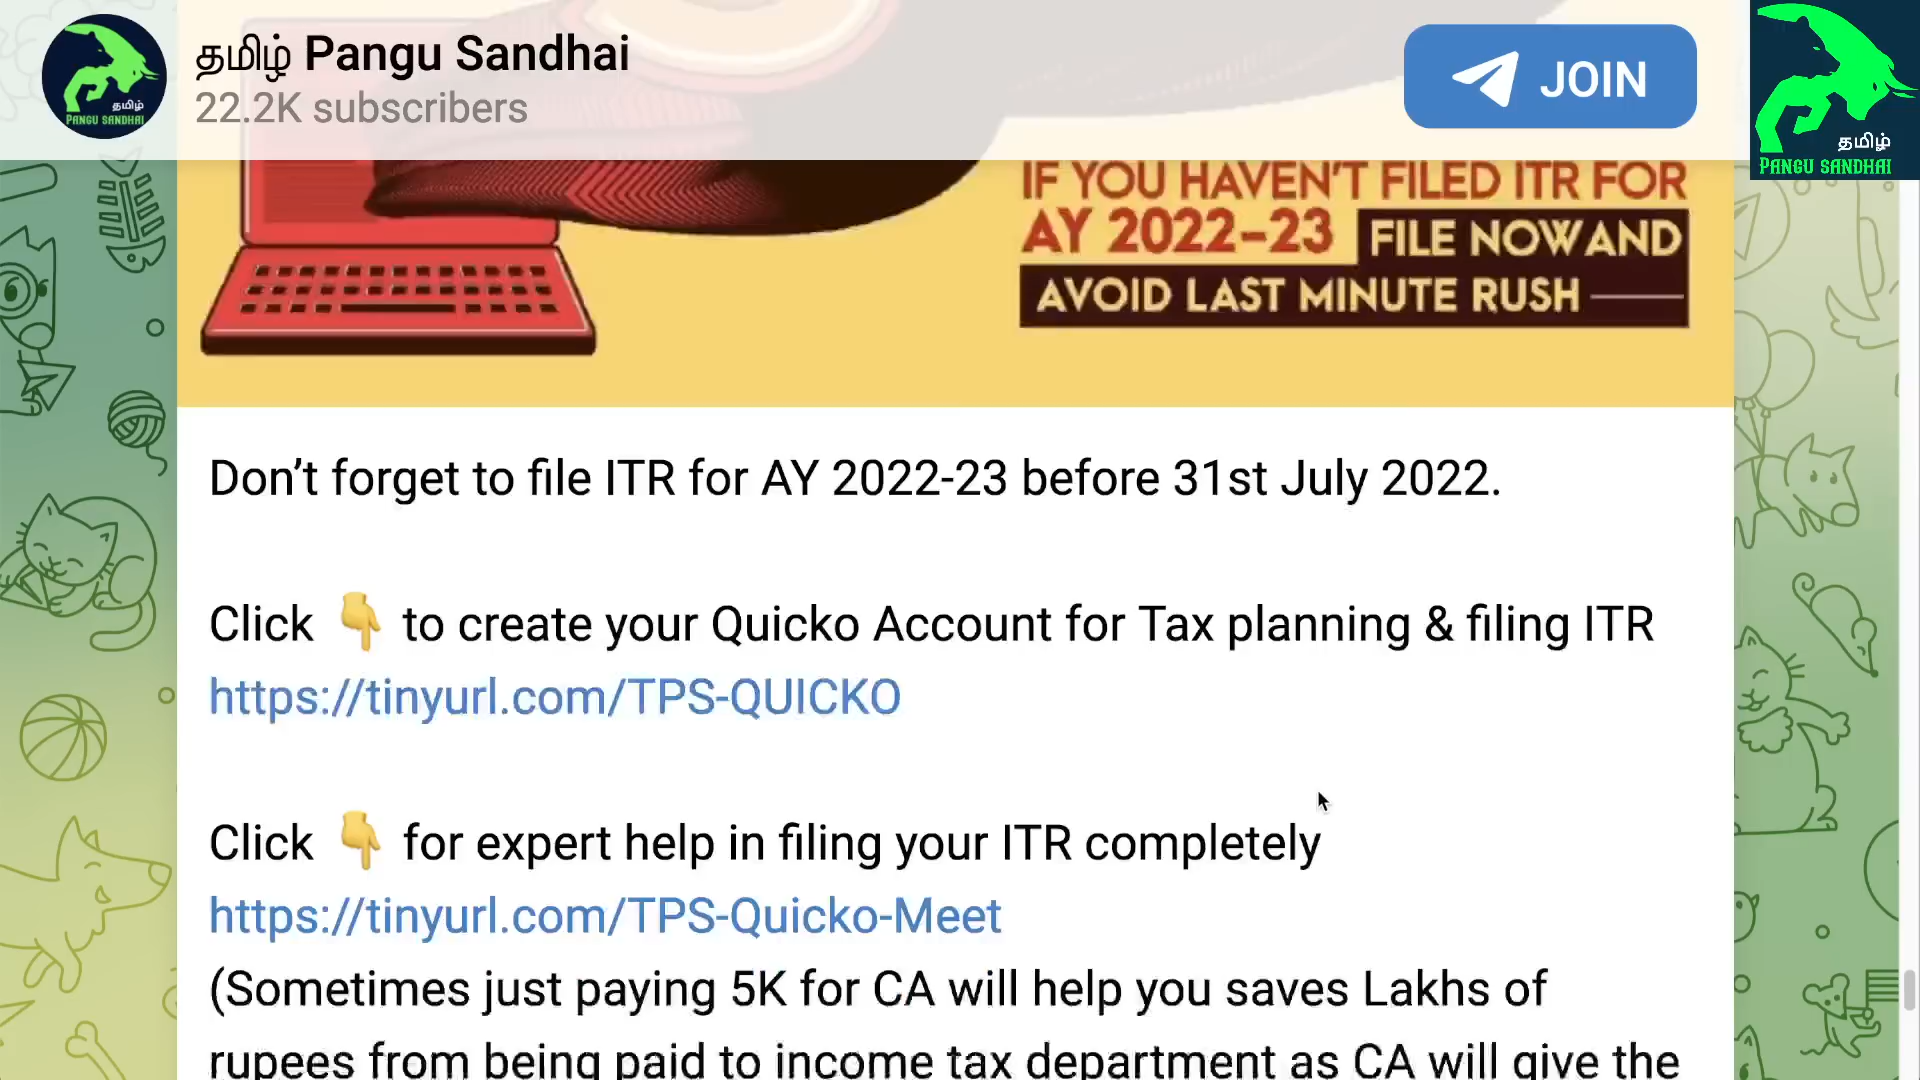 தமிழ் Pangu Sandhai
22.2K subscribers
JOIN
தமிழ்
PANGU SANDHAI
தமிழ்
PANGU SANDHAI
IF YOU HAVEN'T FILED ITR FOR
AY 2022-23 FILE NOW AND
AVOID LAST MINUTE RUSH
Don’t forget to file ITR for AY 2022-23 before 31st July 2022.
Click 👇 to create your Quicko Account for Tax planning & filing ITR
https://tinyurl.com/TPS-QUICKO
Click 👇 for expert help in filing your ITR completely
https://tinyurl.com/TPS-Quicko-Meet
(Sometimes just paying 5K for CA will help you saves Lakhs of
rupees from being paid to income tax department as CA will give the